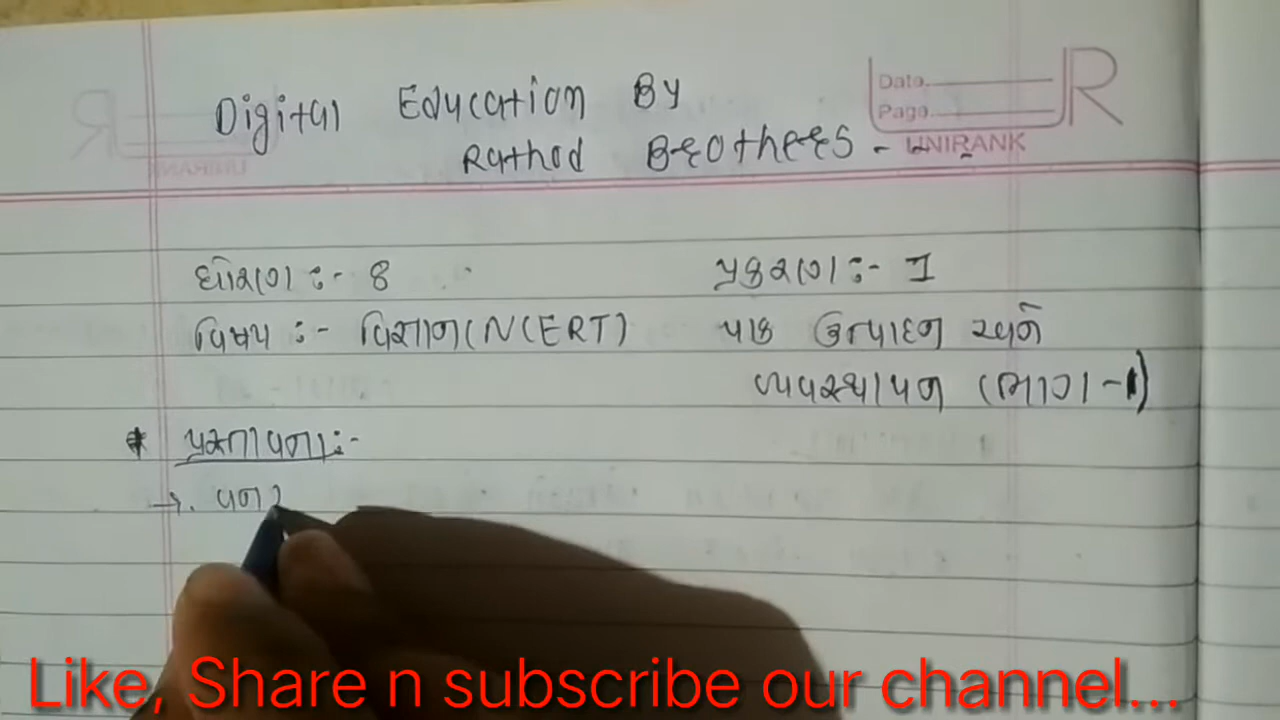 Digital Education By
Rathod Brothers -
Date
Page
UNIRANK
ધોરણ :- 8
પ્રકરણ :- 1
વિષય :- વિજ્ઞાન (NCERT)
પાક ઉત્પાદન અને
વ્યવસ્થાપન (ભાગ -1)
* પ્રસ્તાવના :-
→.
Like, Share n subscribe our channel...